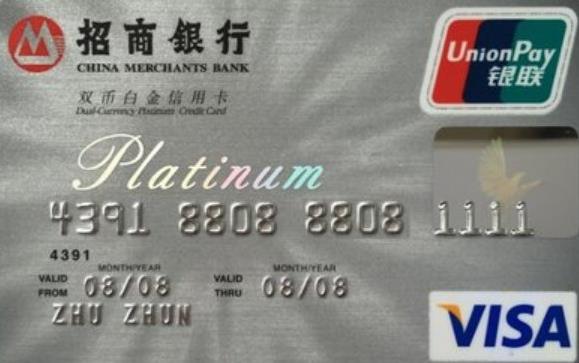 招商银行
CHINA MERCHANTS BANK
双币白金信用卡
Dual-Currency Platinum Credit Card
UnionPay
银联
Platinum
4391 8808 8808 1111
4391
MONTH/YEAR MONTH/YEAR
VALID FROM 08/08 VALID THRU 08/08
ZHU ZHUN
VISA